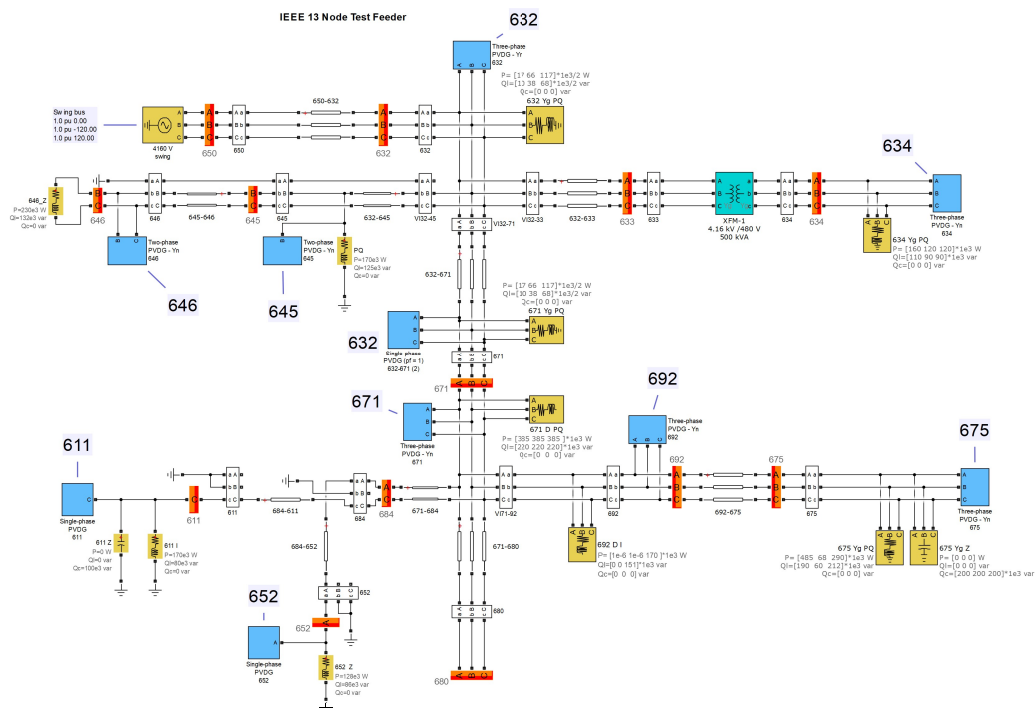 IEEE 13 Node Test Feeder
632
Three-phase
PVDG - Yr
632
A B C
P= [17 66 117]*1e3/2 W
Ql=[10 38 68]*1e3/2 var
Qc=[0 0 0] var
632 Yg PQ
Swing bus
1.0 pu 0.00
1.0 pu -120.00
1.0 pu 120.00
4160 V
swing
650
650
650-632
632
632
634
646_Z
P=230e3 W
Ql=132e3 var
Qc=0 var
646
646
645-646
645
645
632-645
VI32-45
VI32-33
632-633
633
633
XFM-1
4.16 kV /480 V
500 kVA
634
634
Three-phase
PVDG - Yn
634
634 Yg PQ
P= [160 120 120]*1e3 W
Ql=[110 90 90]*1e3 var
Qc=[0 0 0] var
Two-phase
PVDG - Yn
646
Two-phase
PVDG - Yn
645
PQ
P=170e3 W
Ql=125e3 var
Qc=0 var
646
645
VI32-71
632-671
P= [17 66 117]*1e3/2 W
Ql=[10 38 68]*1e3/2 var
Qc=[0 0 0] var
671 Yg PQ
632
Single-phase
PVDG (pf = 1)
632-671 (2)
671
671
671
Three-phase
PVDG - Yn
671
671 D PQ
P= [385 385 385 ]*1e3 W
Ql=[220 220 220]*1e3 var
Qc=[0 0 0] var
692
Three-phase
PVDG - Yn
692
611
Single-phase
PVDG
611
611 Z
P=0 W
Ql=0 var
Qc=100e3 var
611 I
P=170e3 W
Ql=80e3 var
Qc=0 var
611
611
684-611
684
684
671-684
VI71-92
692
692
692-675
675
675
675
Three-phase
PVDG - Yn
675
692 D I
P= [1e-6 1e-6 170 ]*1e3 W
Ql=[0 0 151]*1e3 var
Qc=[0 0 0] var
675 Yg PQ
P= [485 68 290]*1e3 W
Ql=[190 60 212]*1e3 var
Qc=[0 0 0] var
675 Yg Z
P= [0 0 0] W
Ql=[0 0 0] var
Qc=[200 200 200]*1e3 var
684-652
671-680
652
652
652
Single-phase
PVDG
652
652 Z
P=128e3 W
Ql=86e3 var
Qc=0 var
680
680